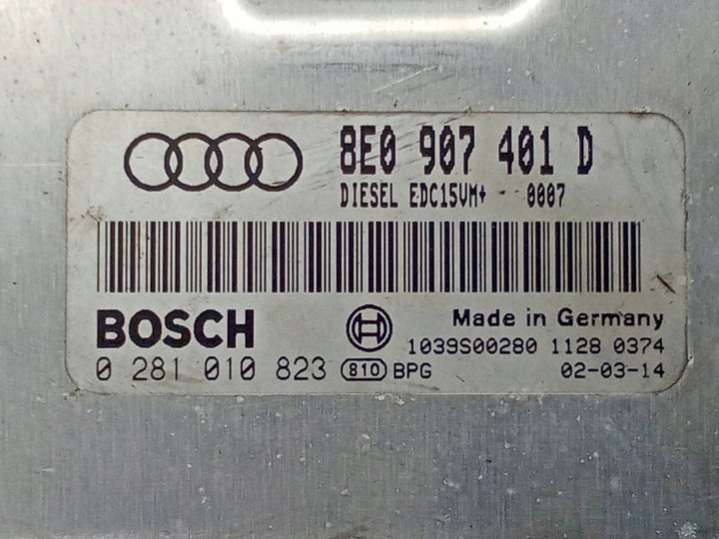 8E0 907 401 D
DIESEL EDC15VM+ - 0007
BOSCH
Made in Germany
1039S00280 1128 0374
0 281 010 823 810 BPG 02-03-14